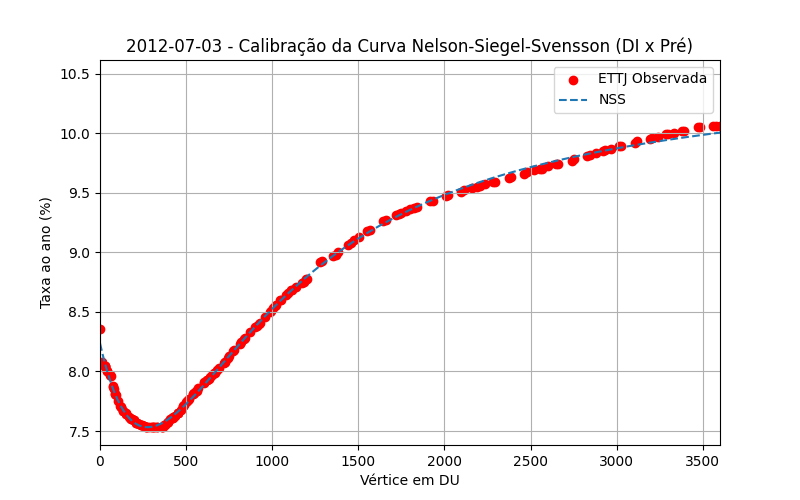 2012-07-03 - Calibração da Curva Nelson-Siegel-Svensson (DI x Pré)
ETTJ Observada
NSS
Taxa ao ano (%)
10.5
10.0
9.5
9.0
8.5
8.0
7.5
0 500 1000 1500 2000 2500 3000 3500
Vértice em DU